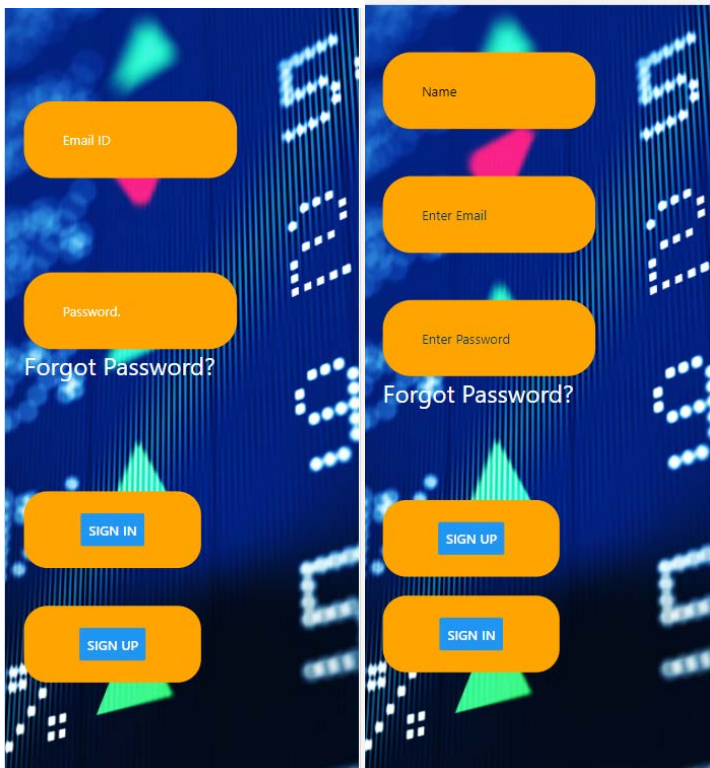 Email ID
Password.
Forgot Password?
SIGN IN
SIGN UP
Name
Enter Email
Enter Password
Forgot Password?
SIGN UP
SIGN IN